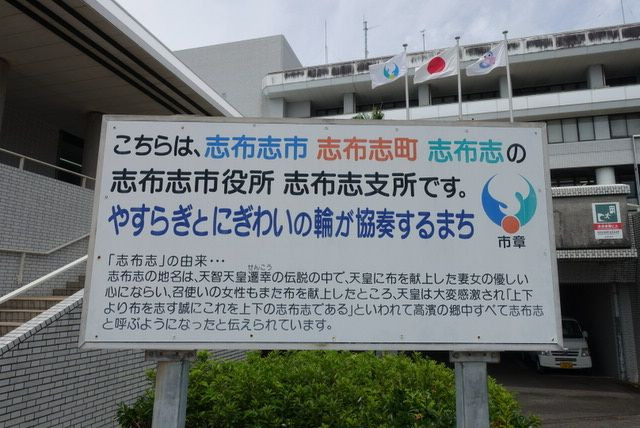 こちらは、志布志市 志布志町 志布志の
志布志市役所 志布志支所です。
やすらぎとにぎわいの輪が協奏するまち
市章
「志布志」の由来･･･
志布志の地名は、天智天皇遷幸の伝説の中で、天皇に布を献上した妻女の優しい
せんこう
心にならい、召使いの女性もまた布を献上したところ、天皇は大変感激され「上下
より布を志す誠にこれを上下の志布志である」といわれて高濱の郷中すべて志布志
と呼ぶようになったと伝えられています。